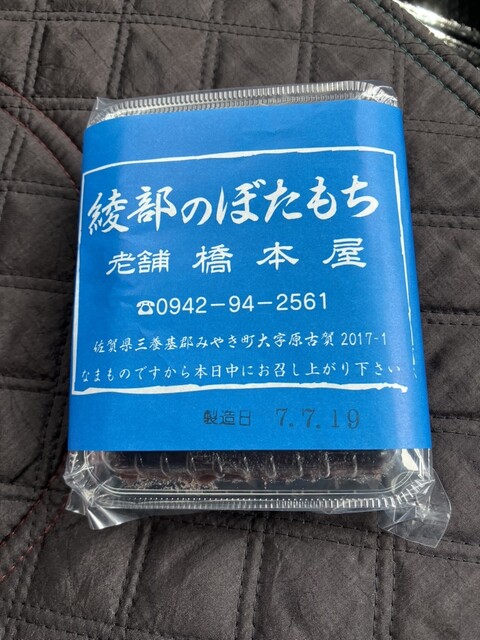 綾部のぼたもち
老舗 橋本屋
☎0942-94-2561
佐賀県三養基郡みやき町大字原古賀 2017-1
なまものですから本日中にお召し上がり下さい
製造日 7.7.19